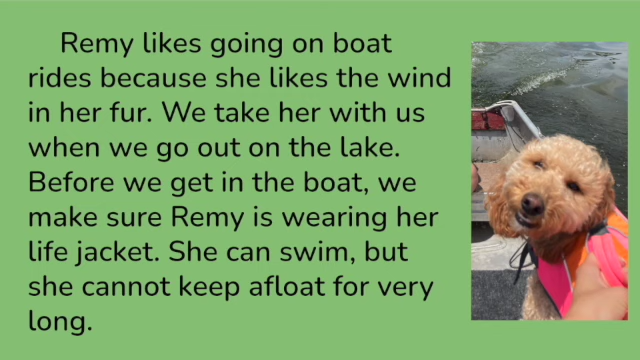 Remy likes going on boat
rides because she likes the wind
in her fur. We take her with us
when we go out on the lake.
Before we get in the boat, we
make sure Remy is wearing her
life jacket. She can swim, but
she cannot keep afloat for very
long.